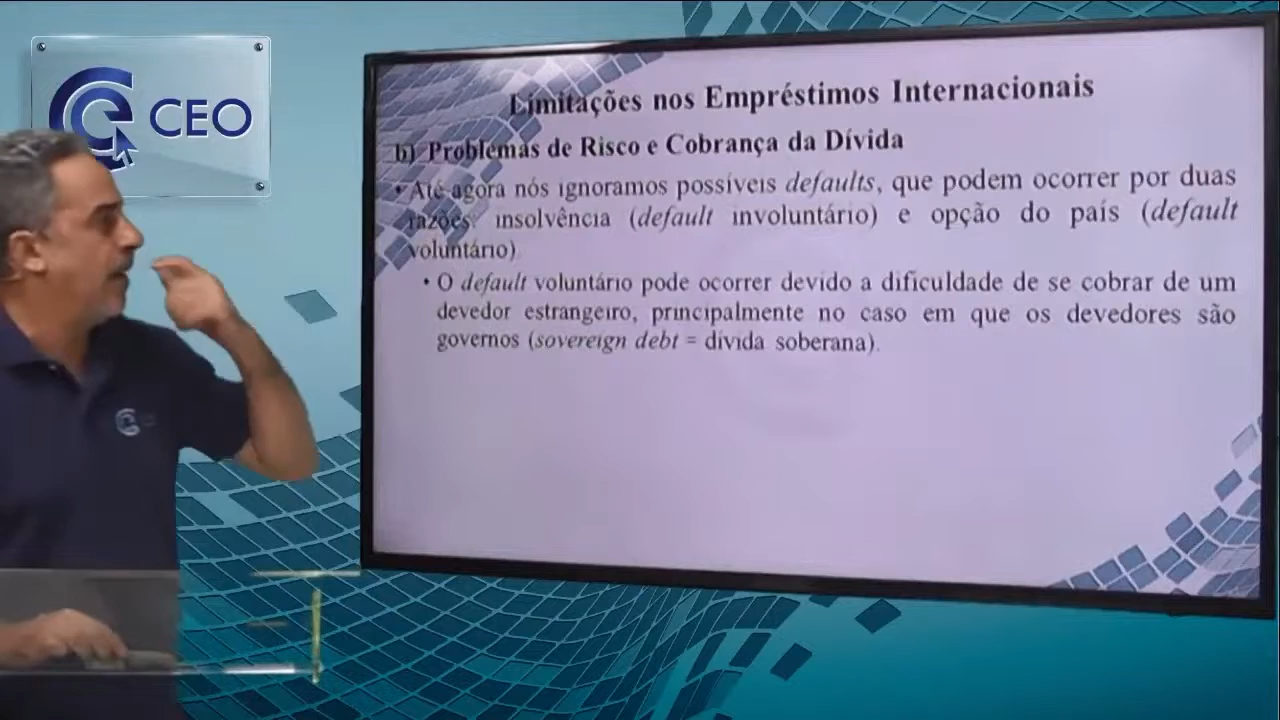 CEO
Limitações nos Empréstimos Internacionais
b) Problemas de Risco e Cobrança da Dívida
• Até agora nós ignoramos possíveis defaults, que podem ocorrer por duas
razões: insolvência (default involuntário) e opção do país (default
voluntário).
• O default voluntário pode ocorrer devido a dificuldade de se cobrar de um
devedor estrangeiro, principalmente no caso em que os devedores são
governos (sovereign debt = dívida soberana).